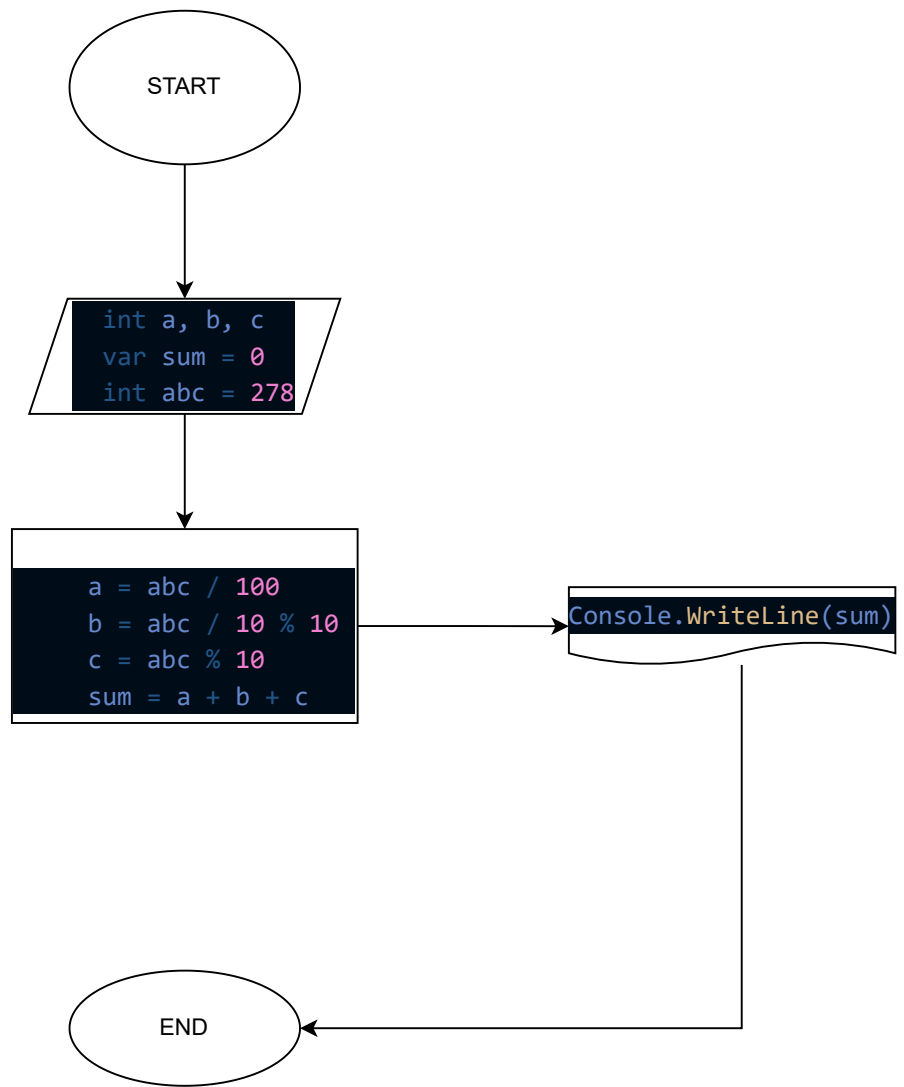 START
int a, b, c
var sum = 0
int abc = 278
a = abc / 100
b = abc / 10 % 10
c = abc % 10
sum = a + b + c
Console.WriteLine(sum)
END